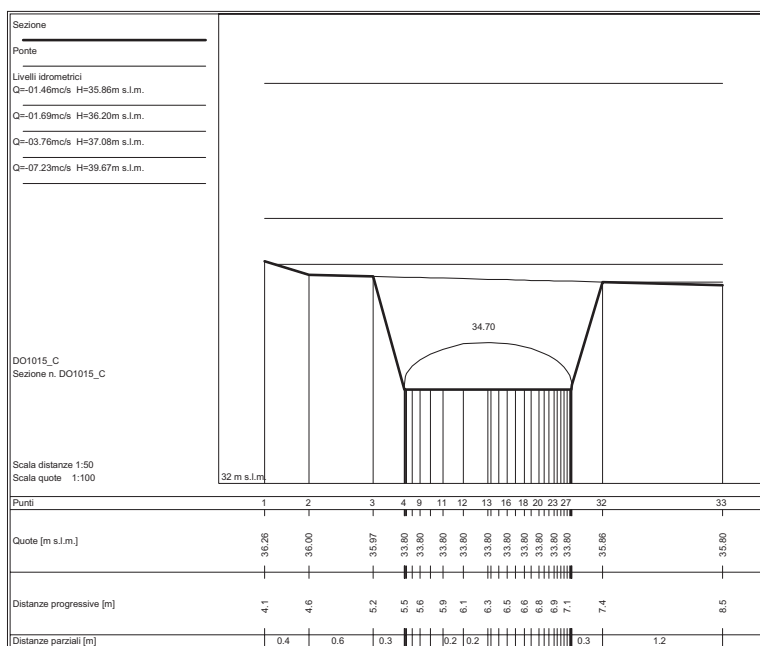 Sezione
Ponte
Livelli idrometrici
Q=-01.46mc/s H=35.86m s.l.m.
Q=-01.69mc/s H=36.20m s.l.m.
Q=-03.76mc/s H=37.08m s.l.m.
Q=-07.23mc/s H=39.67m s.l.m.
34.70
DO1015_C
Sezione n. DO1015_C
Scala distanze 1:50
Scala quote 1:100
32 m s.l.m.
Punti 1 2 3 4 9 11 12 13 16 18 20 23 27 32 33
Quote [m s.l.m.] 36.26 36.00 35.97 33.80 33.80 33.80 33.80 33.80 33.80 33.80 33.80 33.80 33.80 35.86 35.80
Distanze progressive [m] 4.1 4.6 5.2 5.5 5.6 5.9 6.1 6.3 6.5 6.6 6.8 6.9 7.1 7.4 8.5
Distanze parziali [m] 0.4 0.6 0.3 0.2 0.2 0.3 1.2